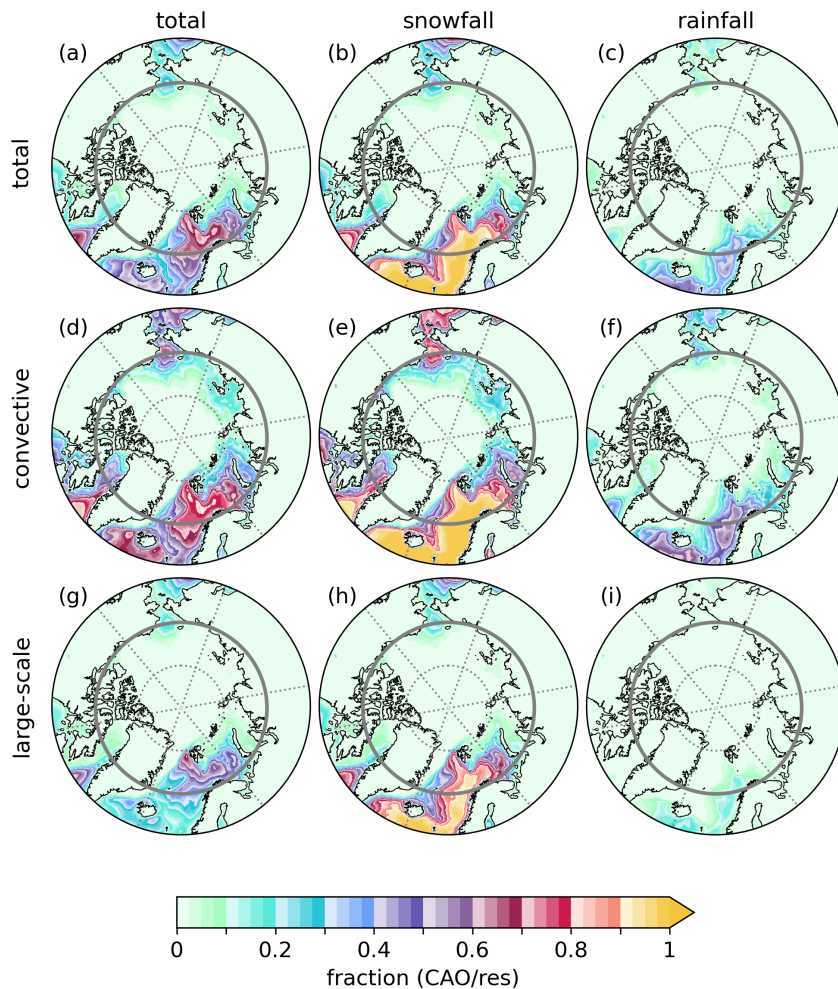 total snowfall rainfall
(a) (b) (c)
total
(d) (e) (f)
convective
(g) (h) (i)
large-scale
0 0.2 0.4 0.6 0.8 1
fraction (CAO/res)